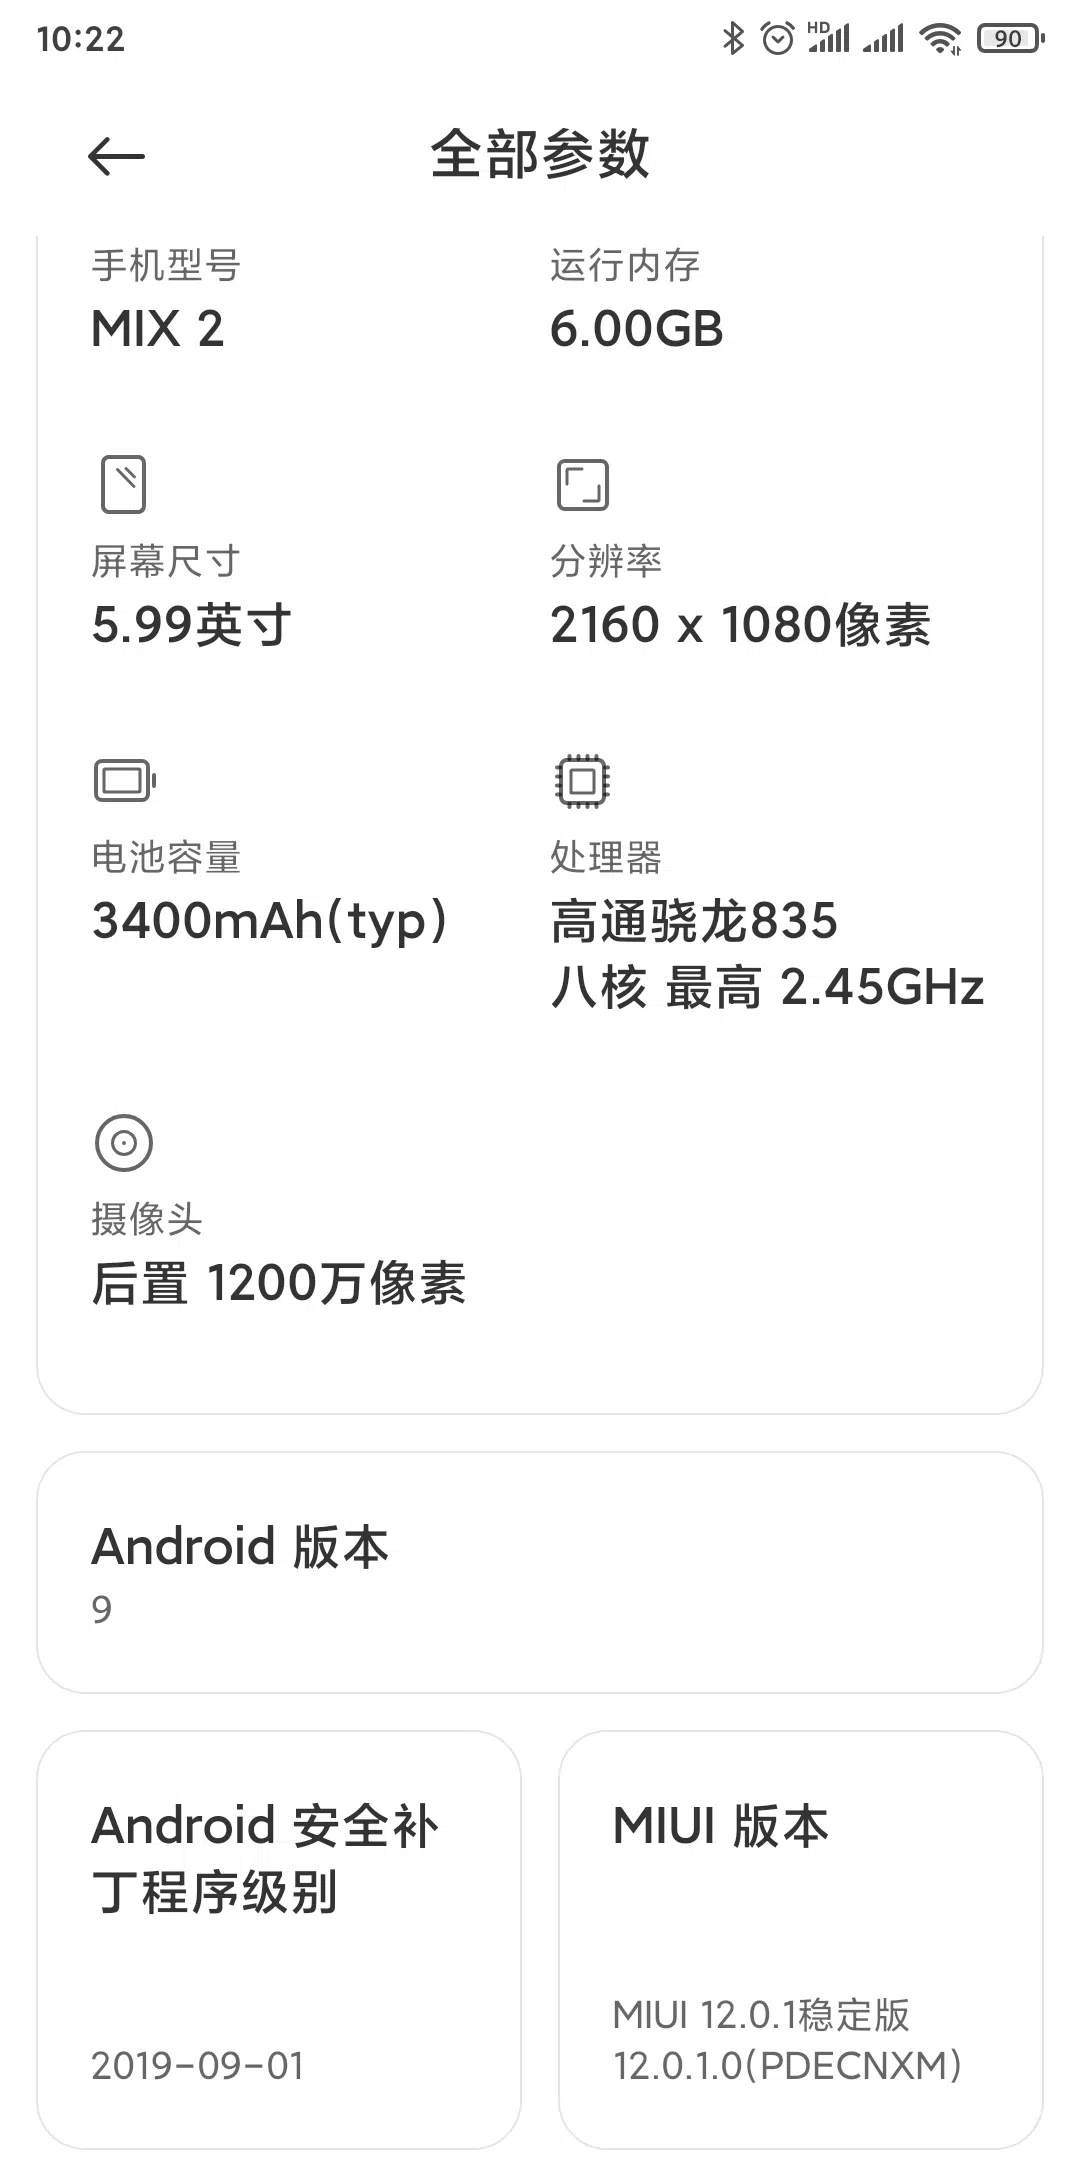 10:22
HD
90
全部参数
手机型号
运行内存
MIX 2
6.00GB
屏幕尺寸
分辨率
5.99英寸
2160 x 1080像素
电池容量
处理器
3400mAh(typ)
高通骁龙835
八核 最高 2.45GHz
摄像头
后置 1200万像素
Android 版本
9
Android 安全补
丁程序级别
2019-09-01
MIUI 版本
MIUI 12.0.1稳定版
12.0.1.0(PDECNXM)